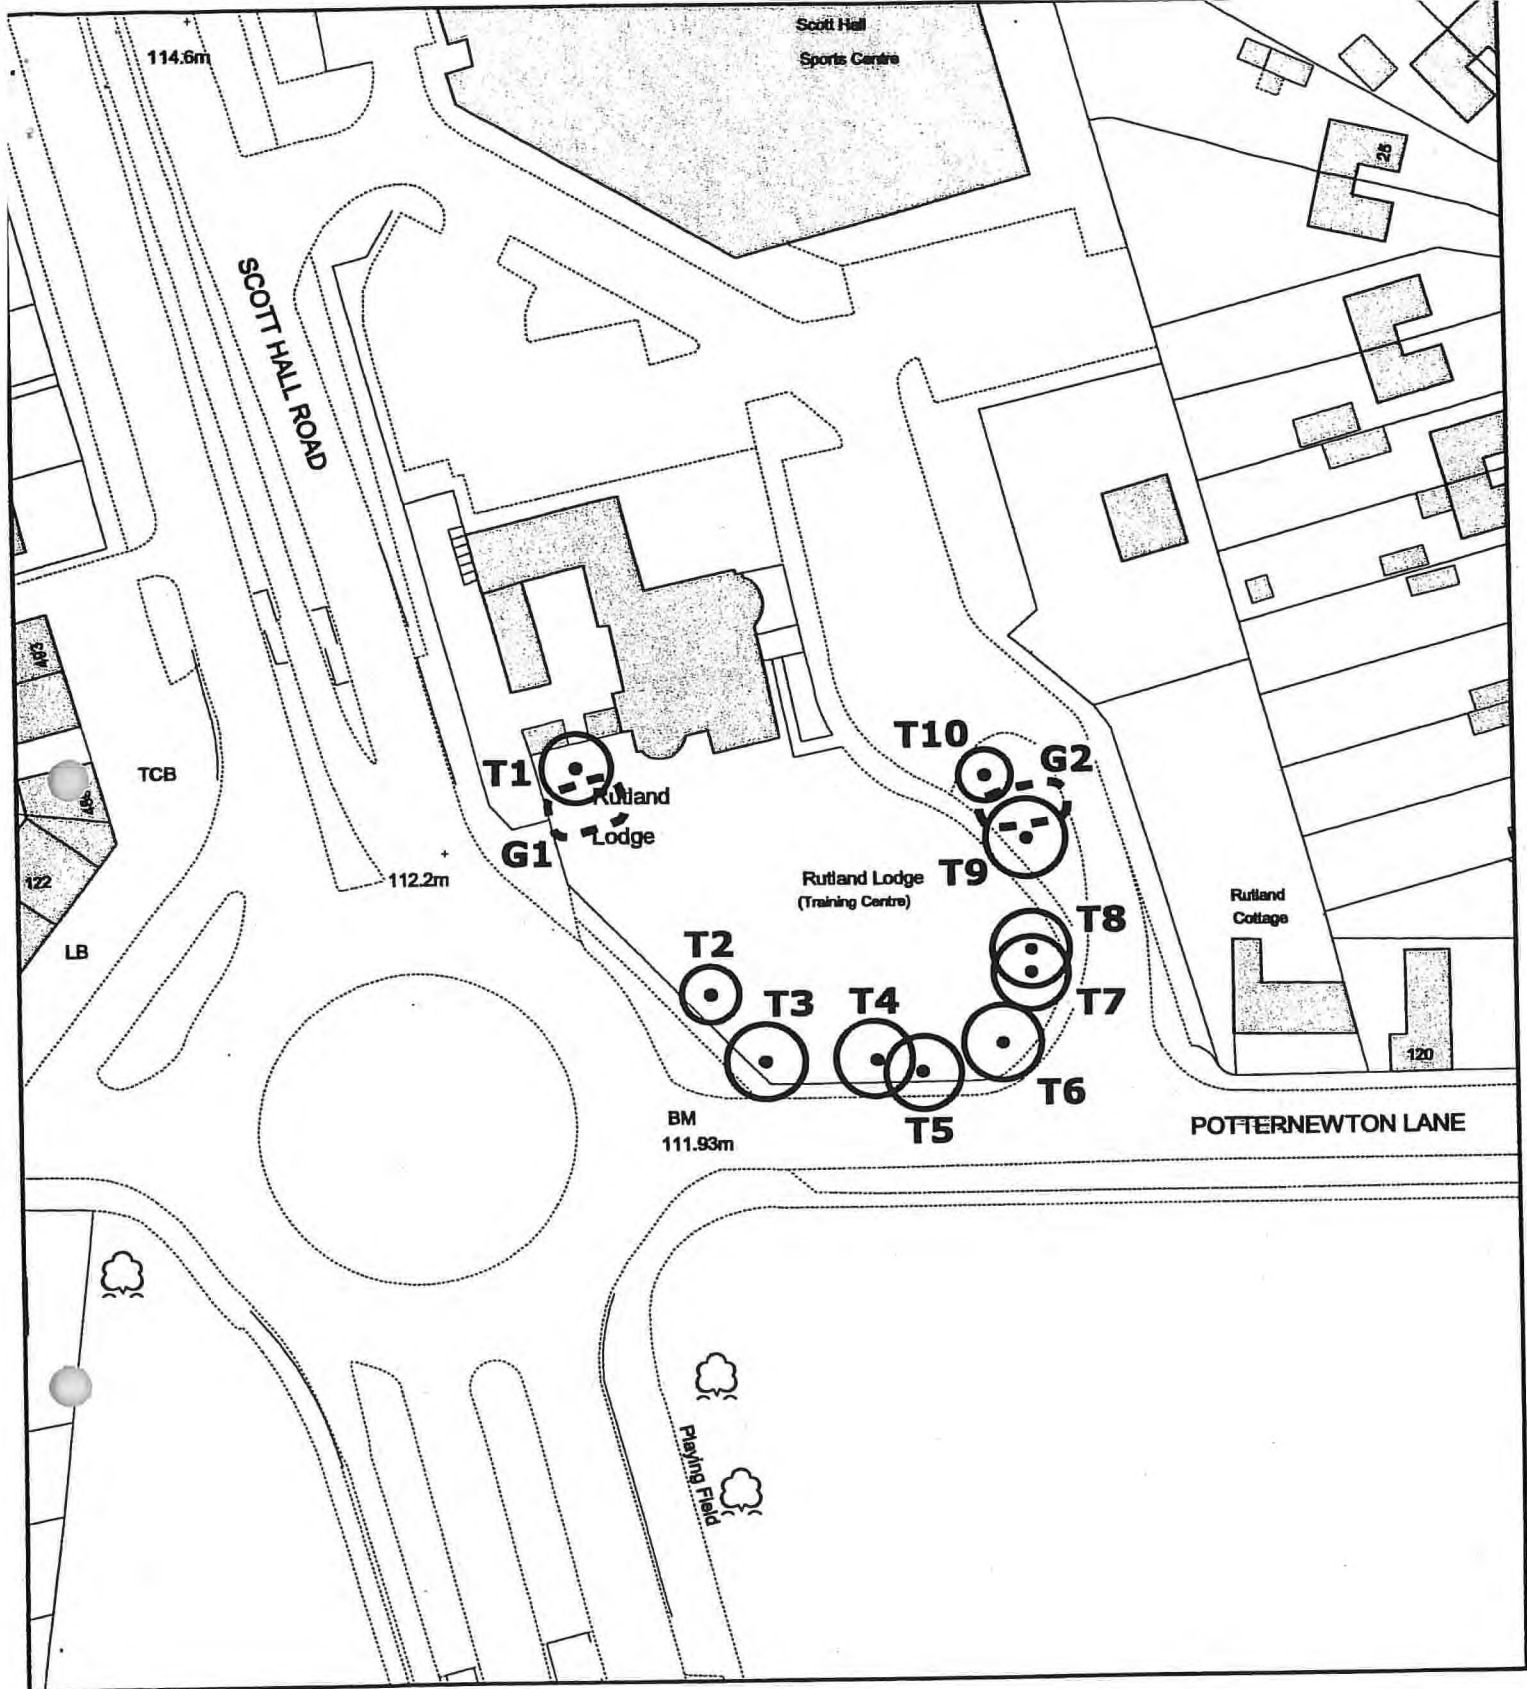 Scott Hall
Sports Centre
114.6m
25
SCOTT HALL ROAD
493
T10
G2
T1
TCB
Rutland
Lodge
G1
T9
112.2m
122
Rutland Lodge
(Training Centre)
Rutland
Cottage
T8
T2
LB
T3
T4
T7
120
T6
BM
111.93m
T5
POTTERNEWTON LANE
Playing Field